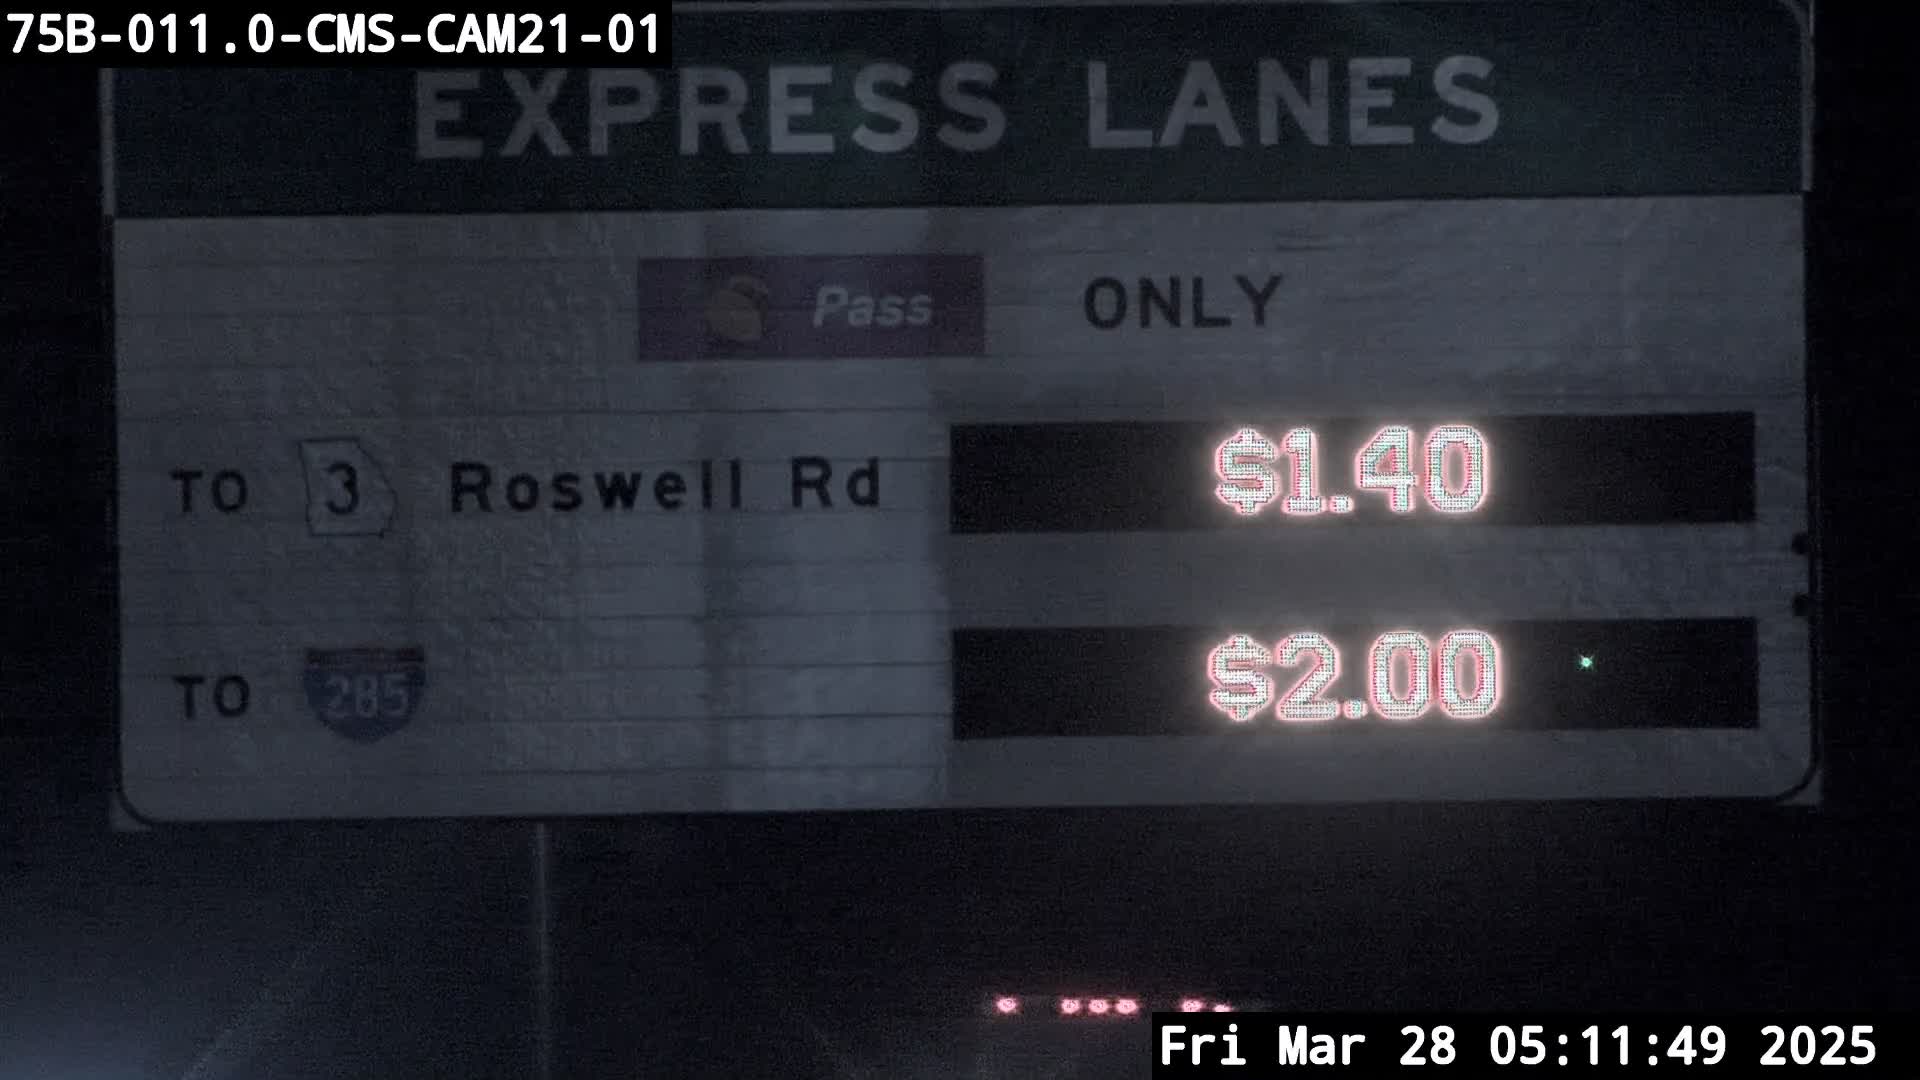 75B-011.0-CMS-CAM21-01
EXPRESS LANES
Pass ONLY
TO 3 Roswell Rd $1.40
TO 285 $2.00
Fri Mar 28 05:11:49 2025